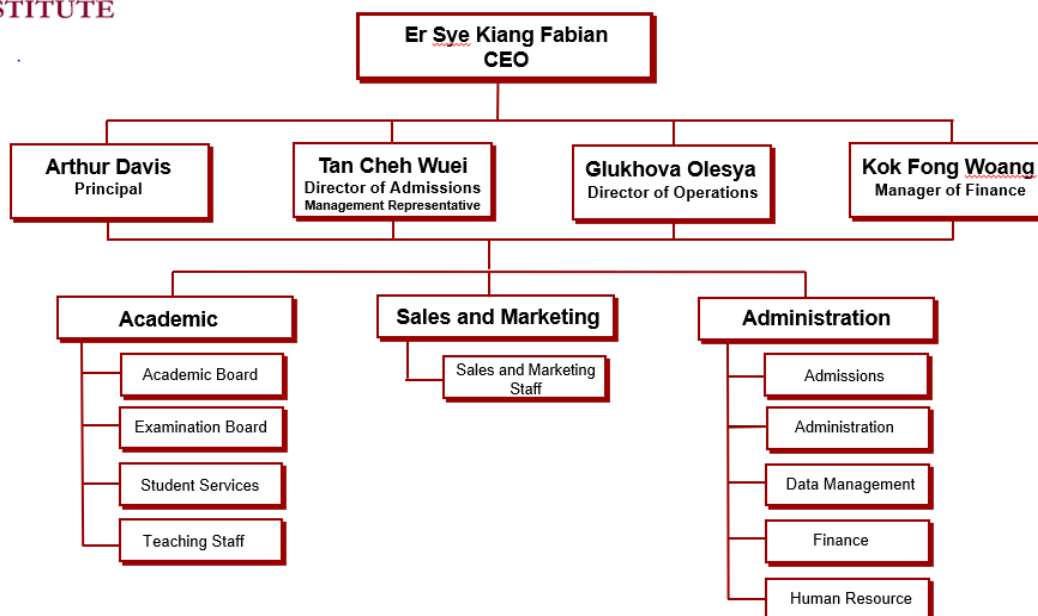 STITUTE
Er Sye Kiang Fabian
CEO
Arthur Davis
Principal
Tan Cheh Wuei
Director of Admissions
Management Representative
Glukhova Olesya
Director of Operations
Kok Fong Woang
Manager of Finance
Academic
Academic Board
Examination Board
Student Services
Teaching Staff
Sales and Marketing
Sales and Marketing
Staff
Administration
Admissions
Administration
Data Management
Finance
Human Resource